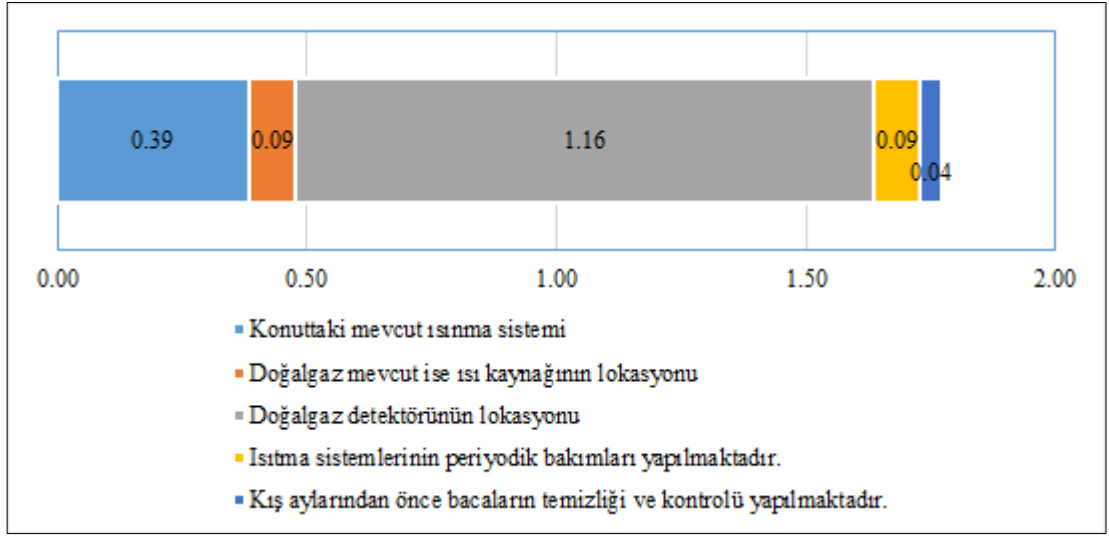 0.39 0.09 1.16 0.09 0.04
0.00 0.50 1.00 1.50 2.00
Konuttaki mevcut ısınma sistemi
Doğalgaz mevcut ise ısı kaynağının lokasyonu
Doğalgaz detektörünün lokasyonu
Isıtma sistemlerinin periyodik bakımları yapılmaktadır.
Kış aylarından önce bacaların temizliği ve kontrolü yapılmaktadır.